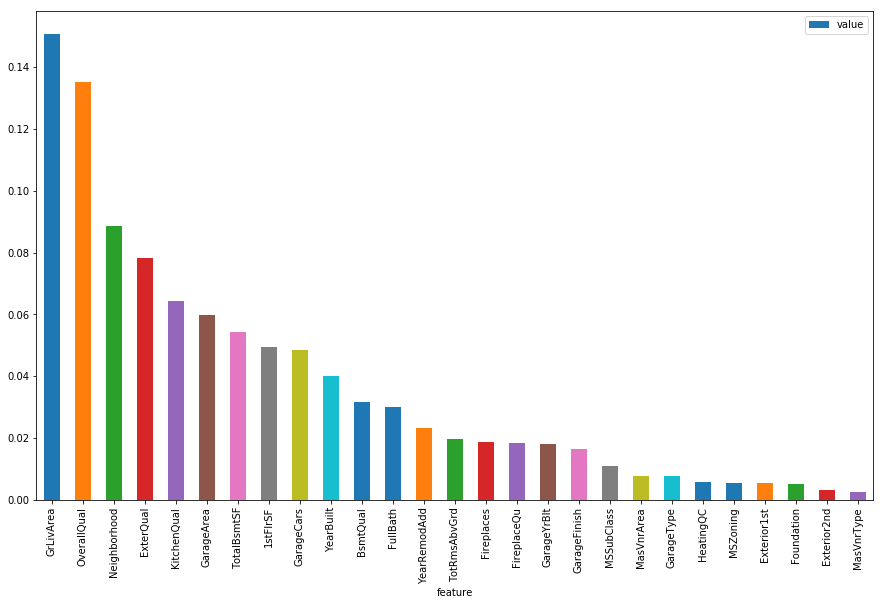 value
0.14
0.12
0.10
0.08
0.06
0.04
0.02
0.00
GrLivArea
OverallQual
Neighborhood
ExterQual
KitchenQual
GarageArea
TotalBsmtSF
1stFlrSF
GarageCars
YearBuilt
BsmtQual
FullBath
YearRemodAdd
TotRmsAbvGrd
Fireplaces
FireplaceQu
GarageYrBlt
GarageFinish
MSSubClass
MasVnrArea
GarageType
HeatingQC
MSZoning
Exterior1st
Foundation
Exterior2nd
MasVnrType
feature